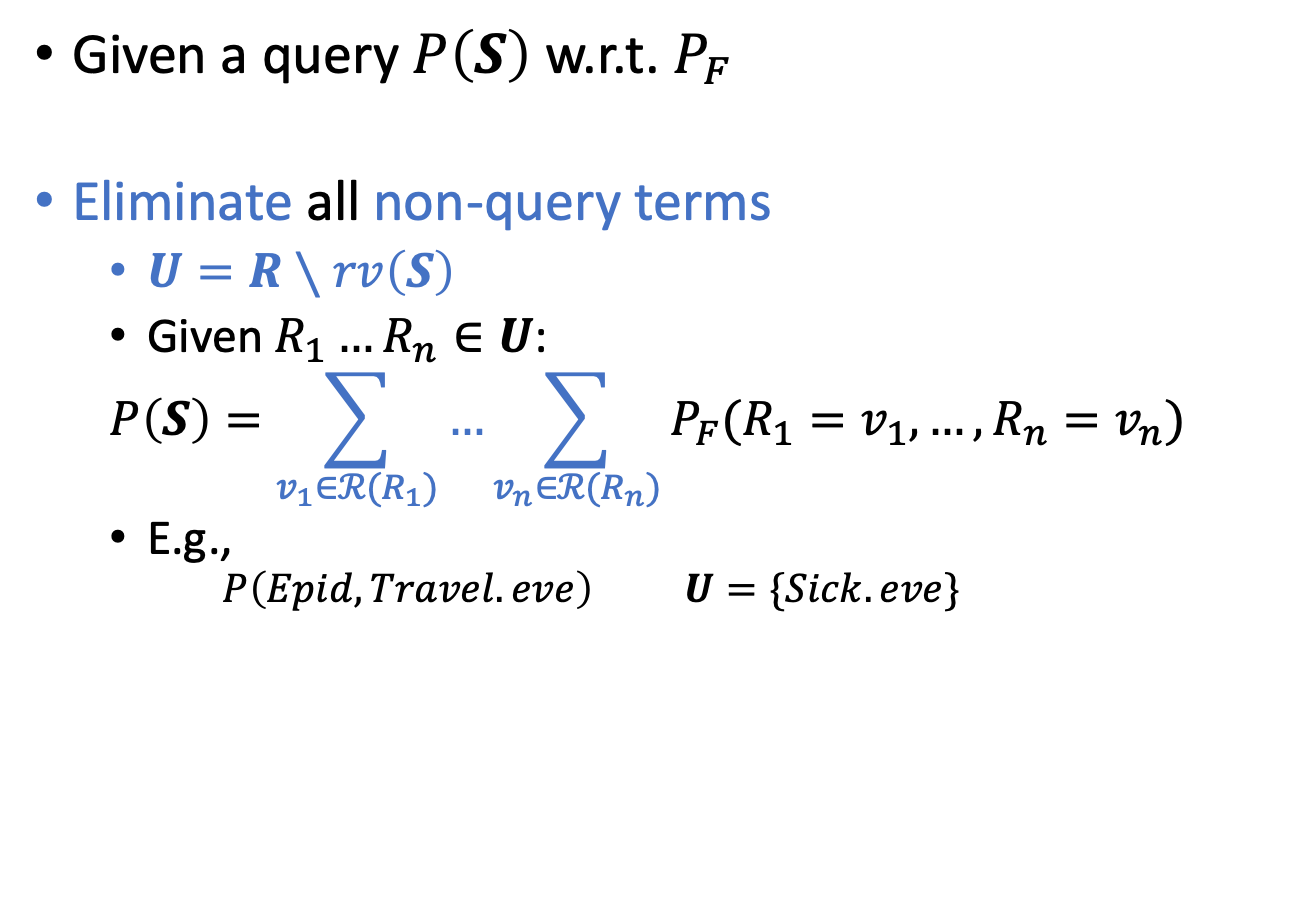 • Given a query P(S) w.r.t. P_F
• Eliminate all non-query terms
• U = R \ rv(S)
• Given R_1 … R_n ∈ U:
P(S) = ∑_{v_1∈ℛ(R_1)} … ∑_{v_n∈ℛ(R_n)} P_F(R_1 = v_1, … , R_n = v_n)
• E.g.,
P(Epid, Travel.eve) U = {Sick.eve}